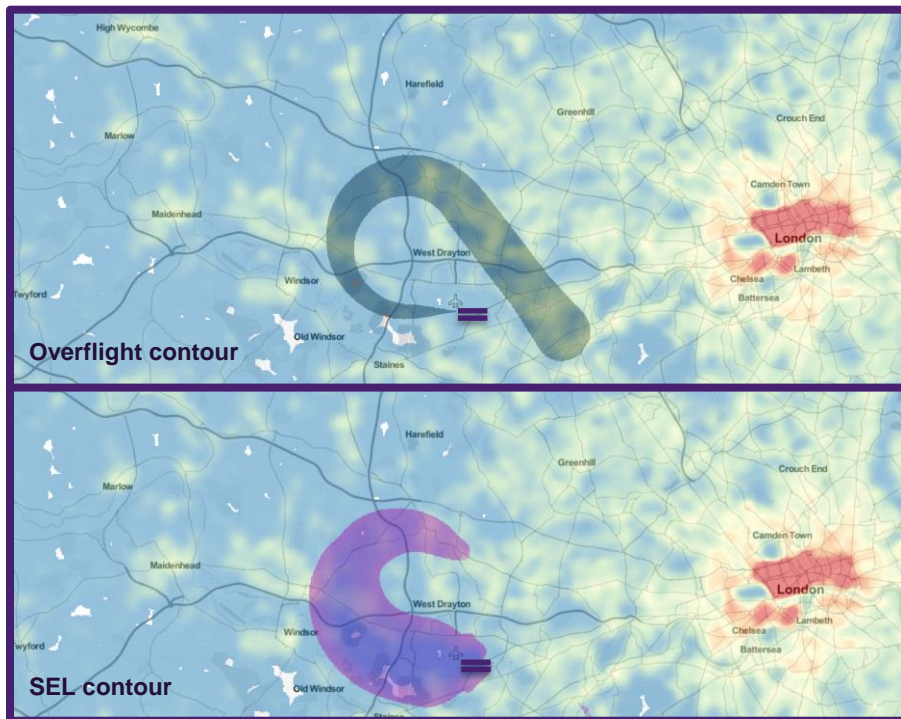 High Wycombe
Harefield
Greenhill
Crouch End
Marlow
Camden Town
Maidenhead
London
West Drayton
Windsor
Chelsea
Lambeth
Battersea
Twyford
Old Windsor
Overflight contour
Staines
Harefield
Greenhill
Crouch End
Marlow
Camden Town
Maidenhead
London
West Drayton
Lambeth
Windsor
Chelsea
wyford
Battersea
SEL contour
Old Windsor
Staines